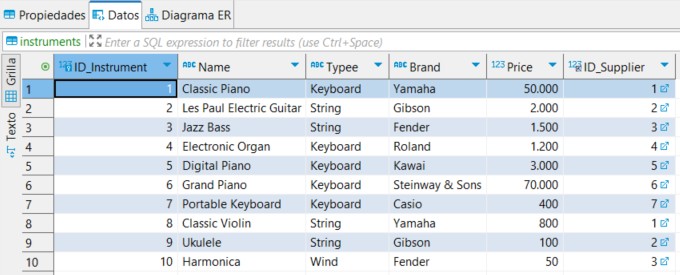 Propiedades Datos Diagrama ER
instruments Enter a SQL expression to filter results (use Ctrl+Space)
Grilla
Texto
123 ID_Instrument ABC Name ABC Typee ABC Brand 123 Price 123 ID_Supplier
1 1 Classic Piano Keyboard Yamaha 50.000 1
2 2 Les Paul Electric Guitar String Gibson 2.000 2
3 3 Jazz Bass String Fender 1.500 3
4 4 Electronic Organ Keyboard Roland 1.200 4
5 5 Digital Piano Keyboard Kawai 3.000 5
6 6 Grand Piano Keyboard Steinway & Sons 70.000 6
7 7 Portable Keyboard Keyboard Casio 400 7
8 8 Classic Violin String Yamaha 800 1
9 9 Ukulele String Gibson 100 2
10 10 Harmonica Wind Fender 50 3